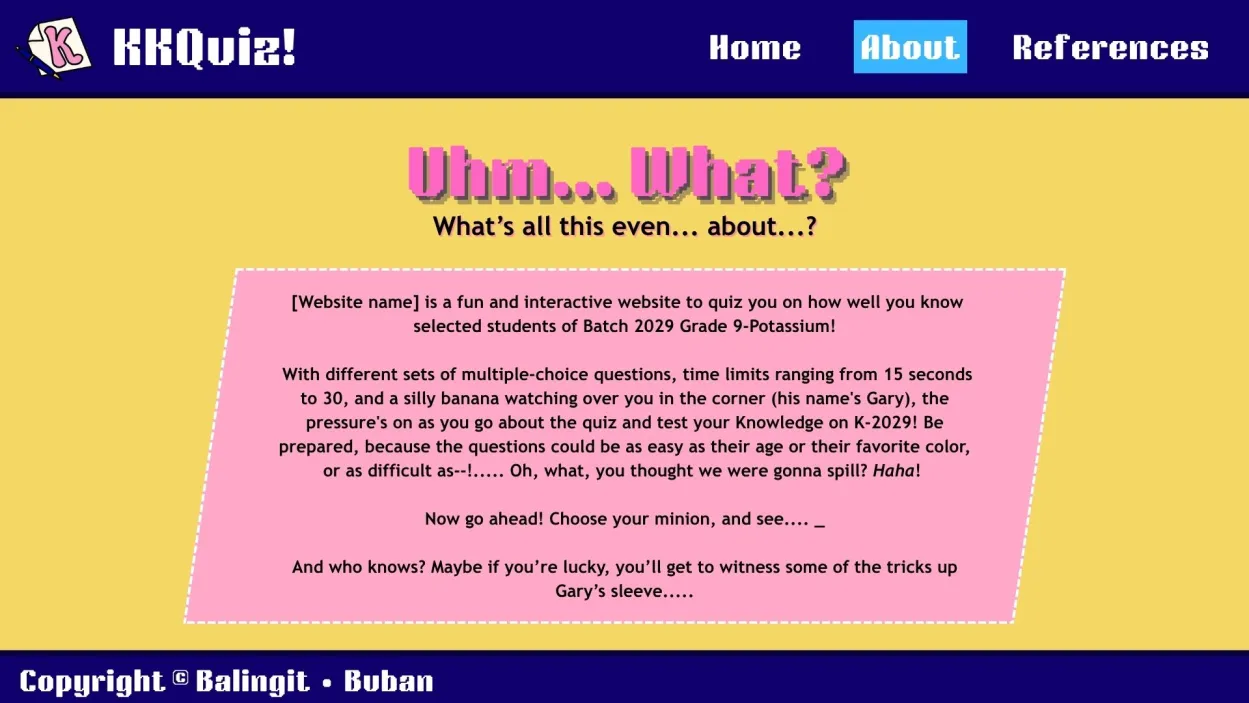 K
KKQuiz!
Home
About
References
Uhm... What?
What's all this even... about...?
[Website name] is a fun and interactive website to quiz you on how well you know
selected students of Batch 2029 Grade 9-Potassium!
With different sets of multiple-choice questions, time limits ranging from 15 seconds
to 30, and a silly banana watching over you in the corner (his name's Gary), the
pressure's on as you go about the quiz and test your Knowledge on K-2029! Be
prepared, because the questions could be as easy as their age or their favorite color,
or as difficult as--!..... Oh, what, you thought we were gonna spill? Haha!
Now go ahead! Choose your minion, and see.... _
And who knows? Maybe if you’re lucky, you’ll get to witness some of the tricks up
Gary’s sleeve.....
Copyright © Balingit • Buban